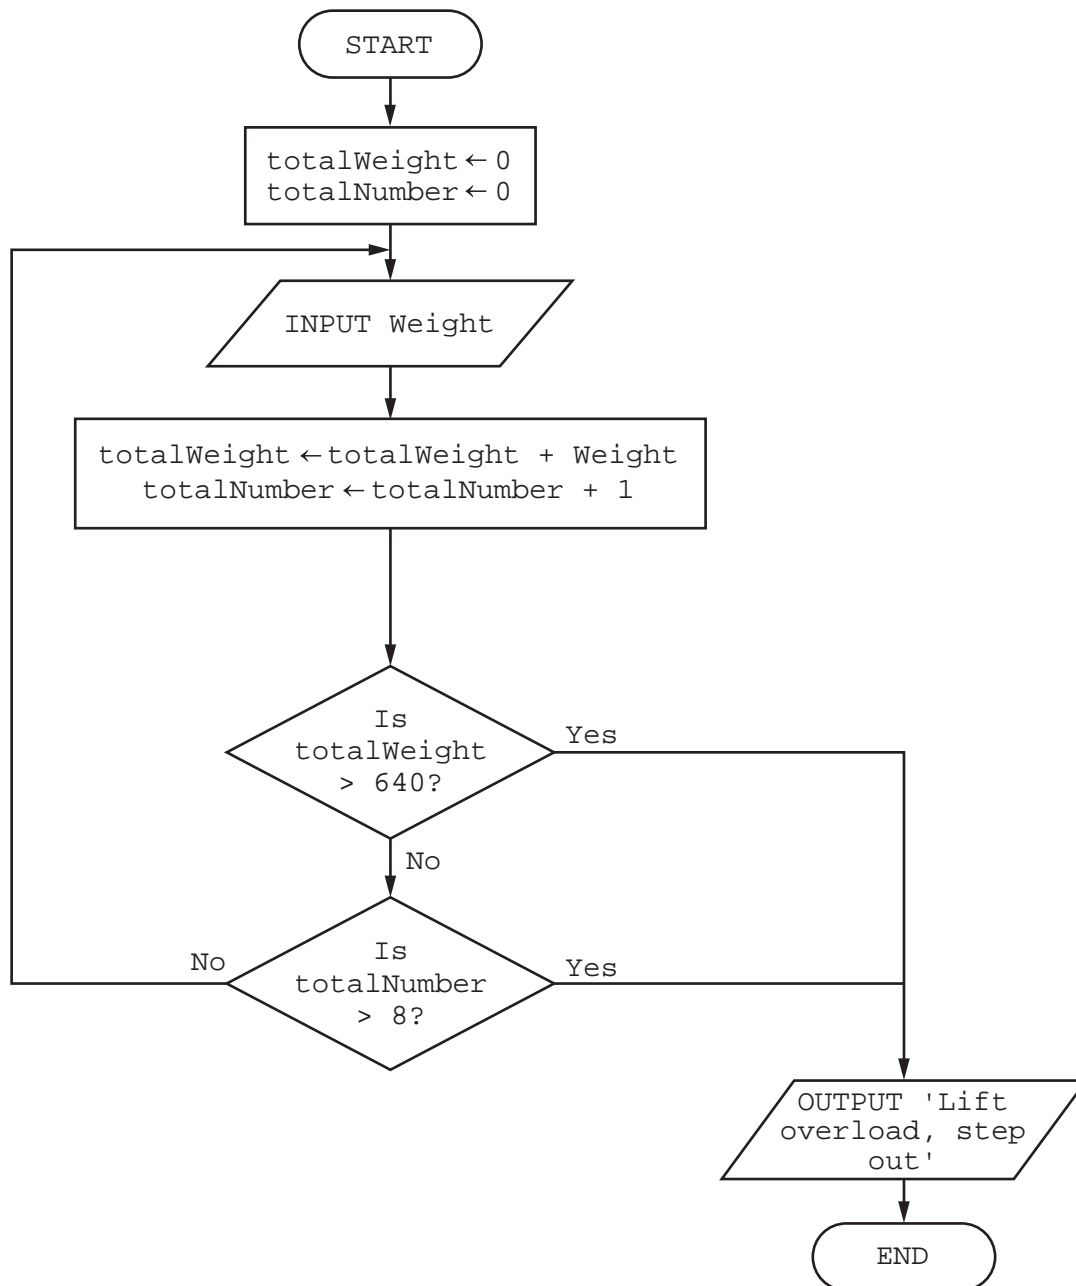 START
totalWeight ← 0
totalNumber ← 0
INPUT Weight
totalWeight ← totalWeight + Weight
totalNumber ← totalNumber + 1
Is
totalWeight
> 640?
Yes
No
Is
totalNumber
> 8?
No
Yes
OUTPUT 'Lift
overload, step
out'
END